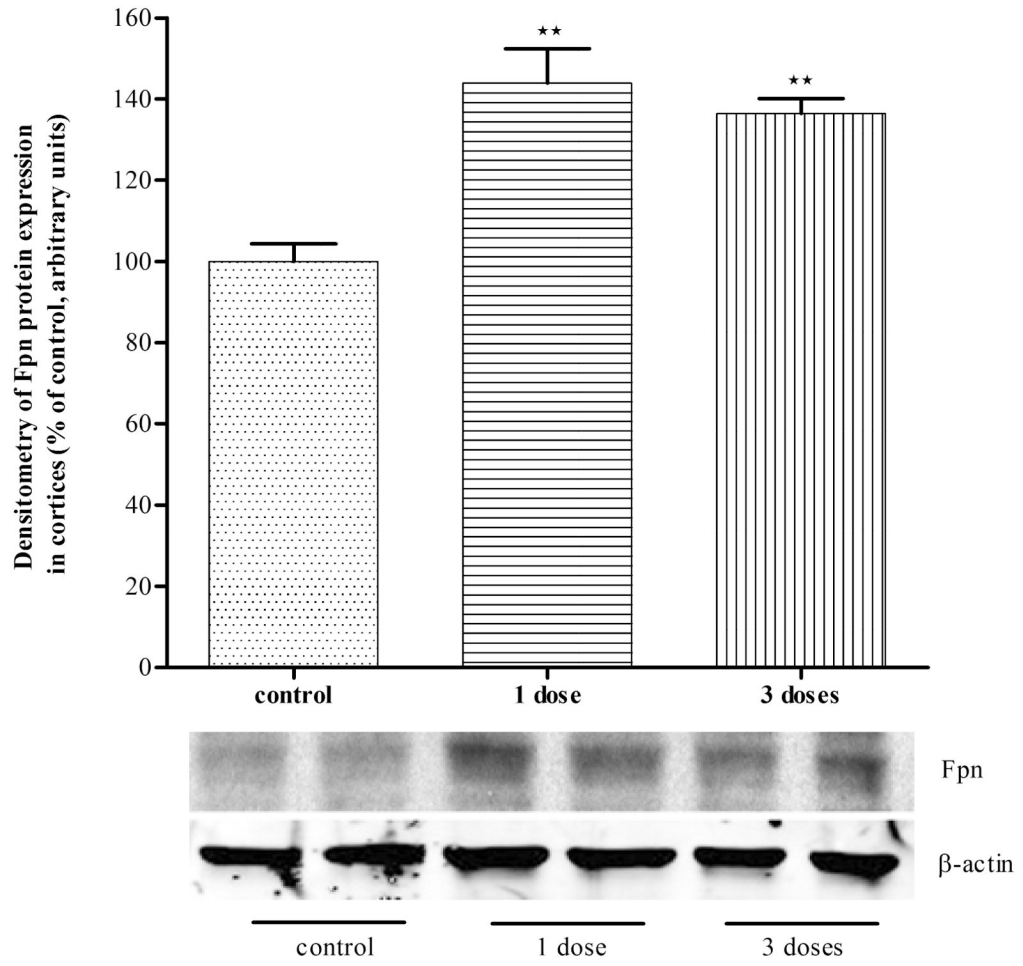 Densitometry of Fpn protein expression
in cortices (% of control, arbitrary units)
160
140
120
100
80
60
40
20
0
★★
★★
control 1 dose 3 doses
Fpn
β-actin
control 1 dose 3 doses